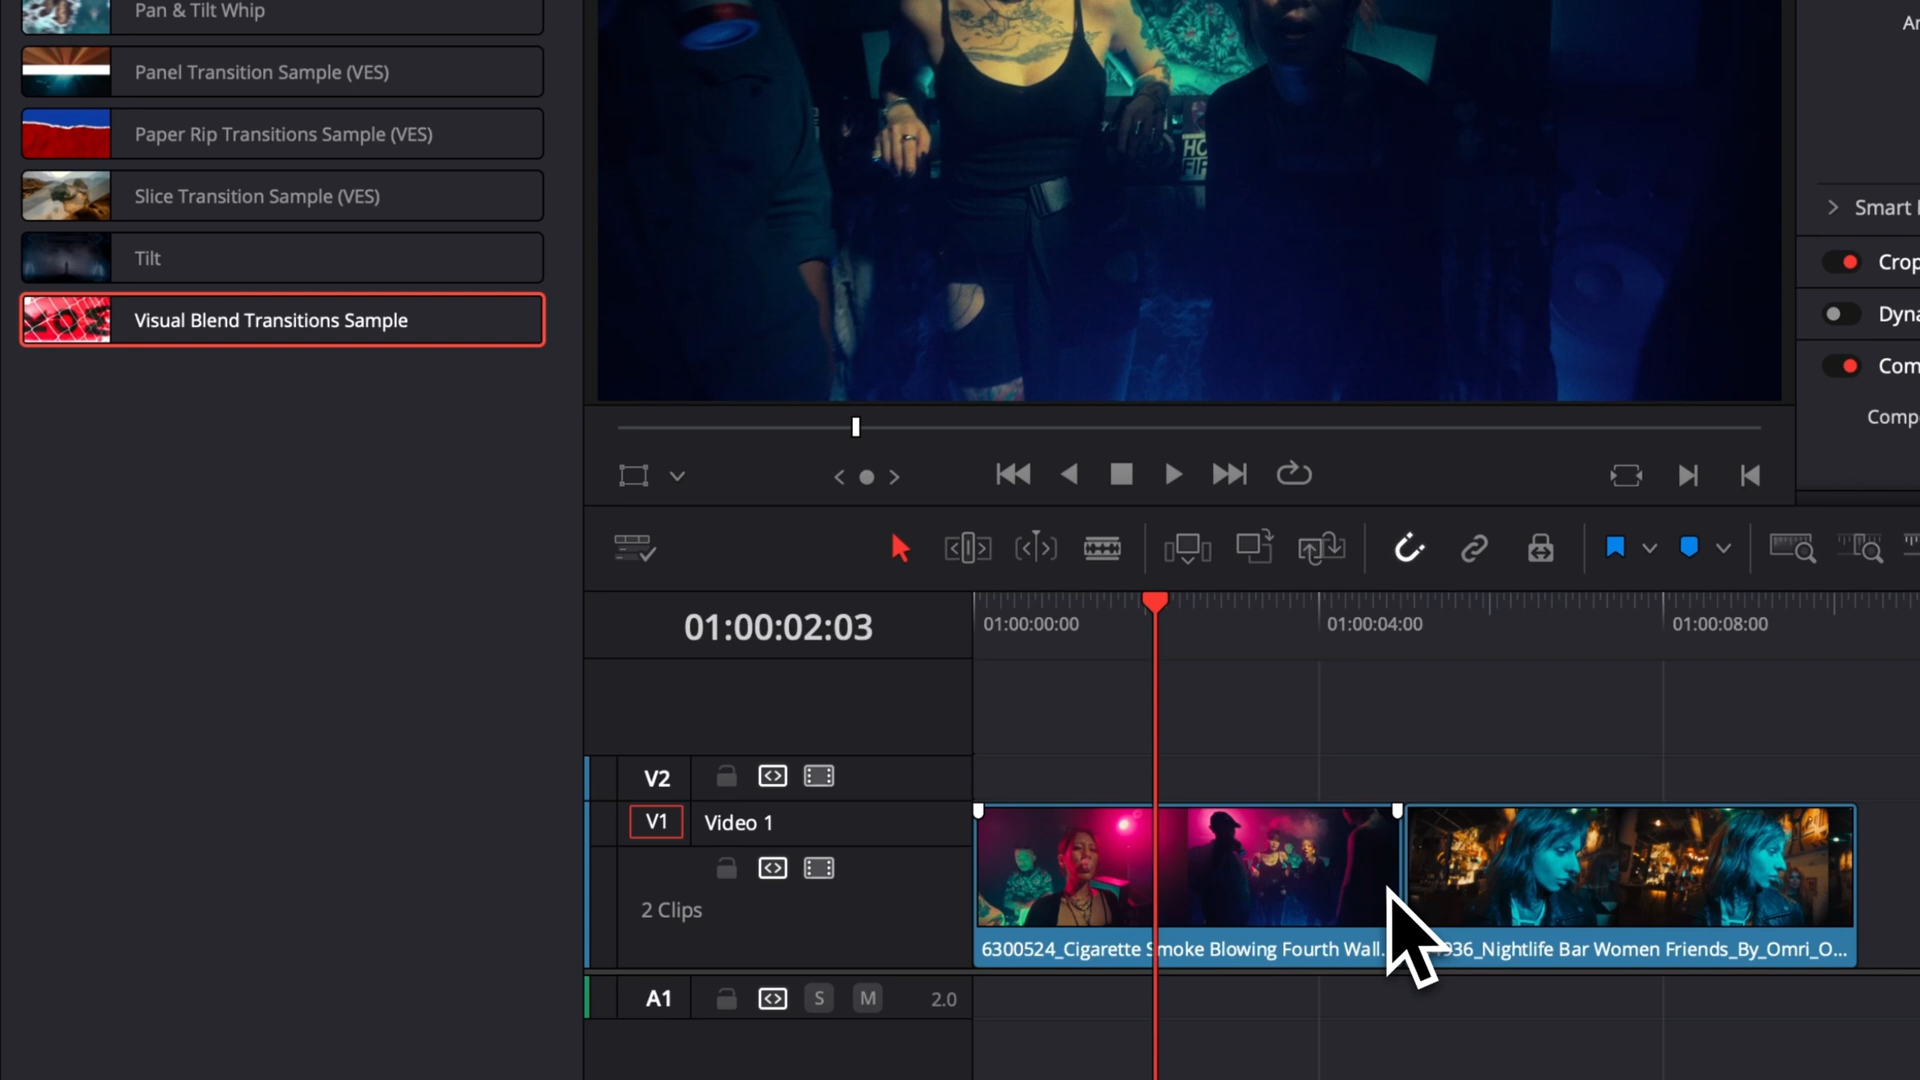 Pan & Tilt Whip
Panel Transition Sample (VES)
Paper Rip Transitions Sample (VES)
Slice Transition Sample (VES)
Tilt
Visual Blend Transitions Sample
HO
FIF
Ar
Smart
Crop
Dyna
Com
Comp
01:00:02:03
01:00:00:00
01:00:04:00
01:00:08:00
V2
V1
Video 1
2 Clips
6300524_Cigarette Smoke Blowing Fourth Wall...
936_Nightlife Bar Women Friends_By_Omri_O...
A1
S
M
2.0